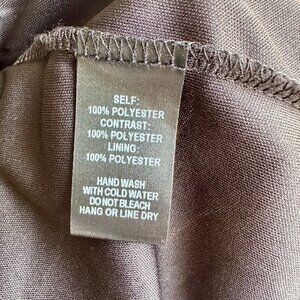 SELF:
100% POLYESTER
CONTRAST:
100% POLYESTER
LINING:
100% POLYESTER
HAND WASH
WITH COLD WATER
DO NOT BLEACH
HANG OR LINE DRY